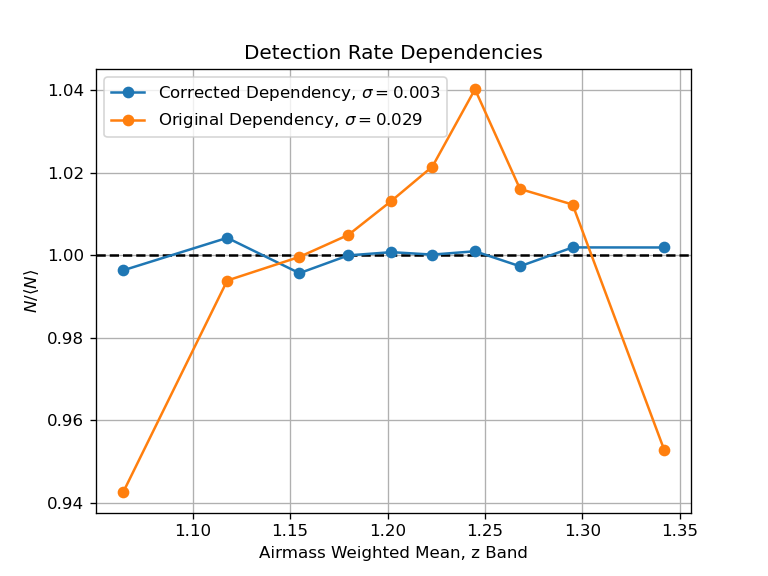 Detection Rate Dependencies
Corrected Dependency, σ = 0.003
Original Dependency, σ = 0.029
1.04
1.02
1.00
0.98
0.96
0.94
N/⟨N⟩
1.10 1.15 1.20 1.25 1.30 1.35
Airmass Weighted Mean, z Band